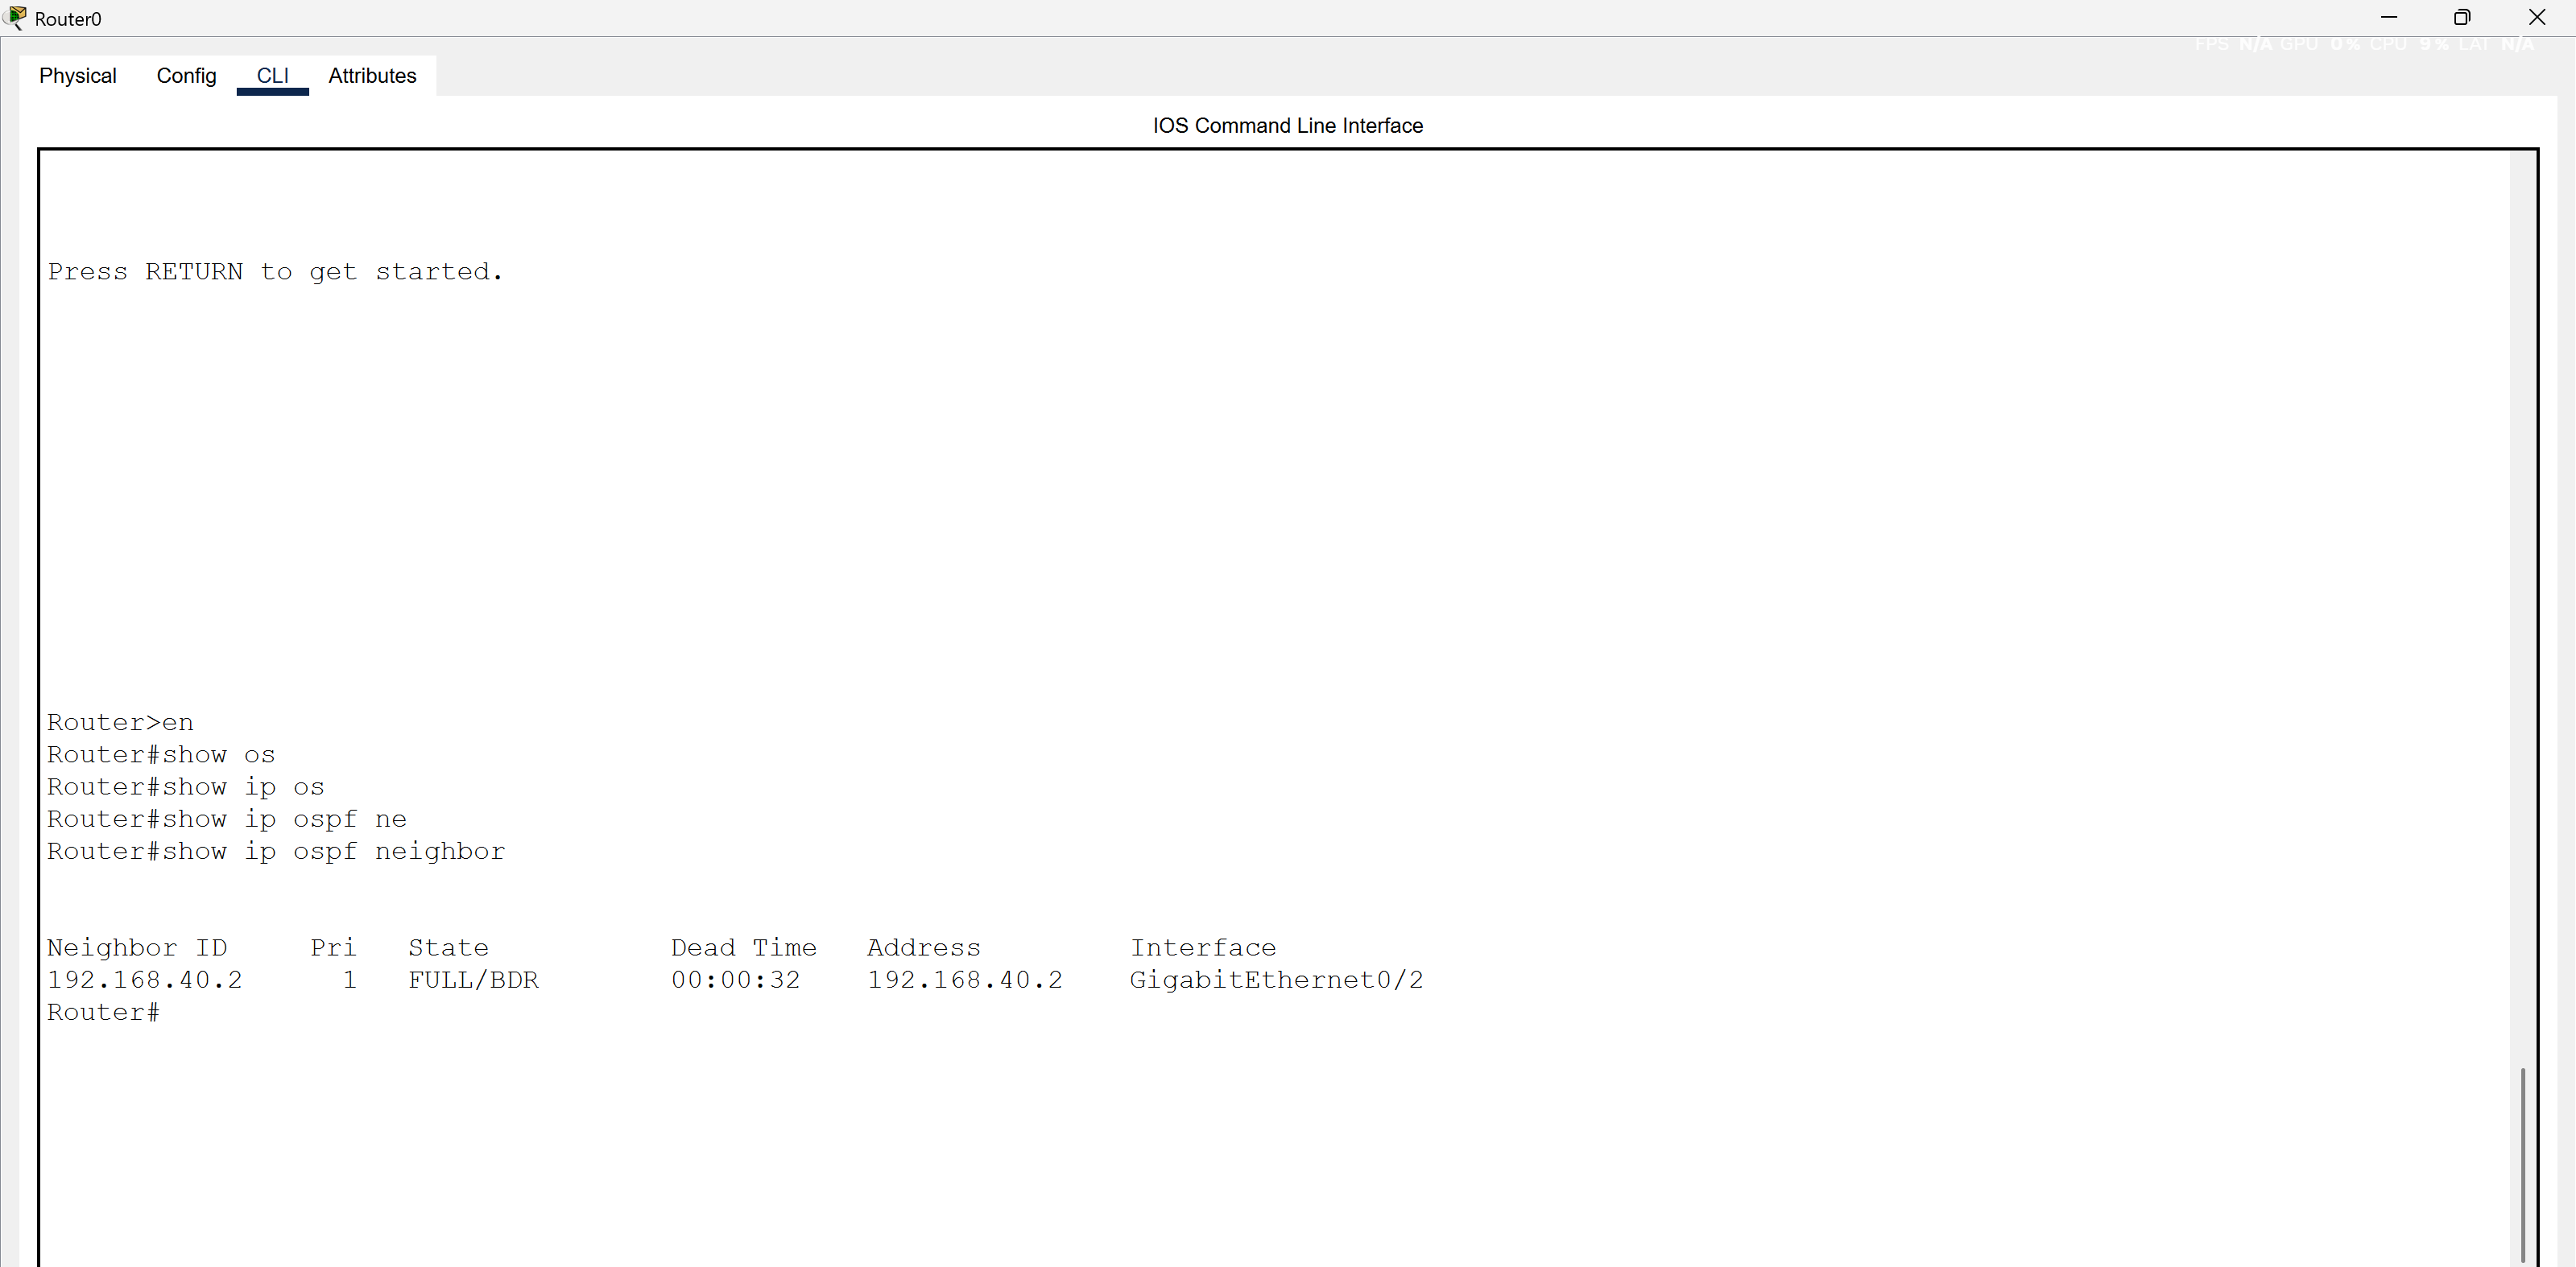 Router0
FPS N/A GPU 0% CPU 9% LAT N/A
Physical Config CLI Attributes
IOS Command Line Interface
Press RETURN to get started.
Router>en
Router#show os
Router#show ip os
Router#show ip ospf ne
Router#show ip ospf neighbor
Neighbor ID Pri State Dead Time Address Interface
192.168.40.2 1 FULL/BDR 00:00:32 192.168.40.2 GigabitEthernet0/2
Router#